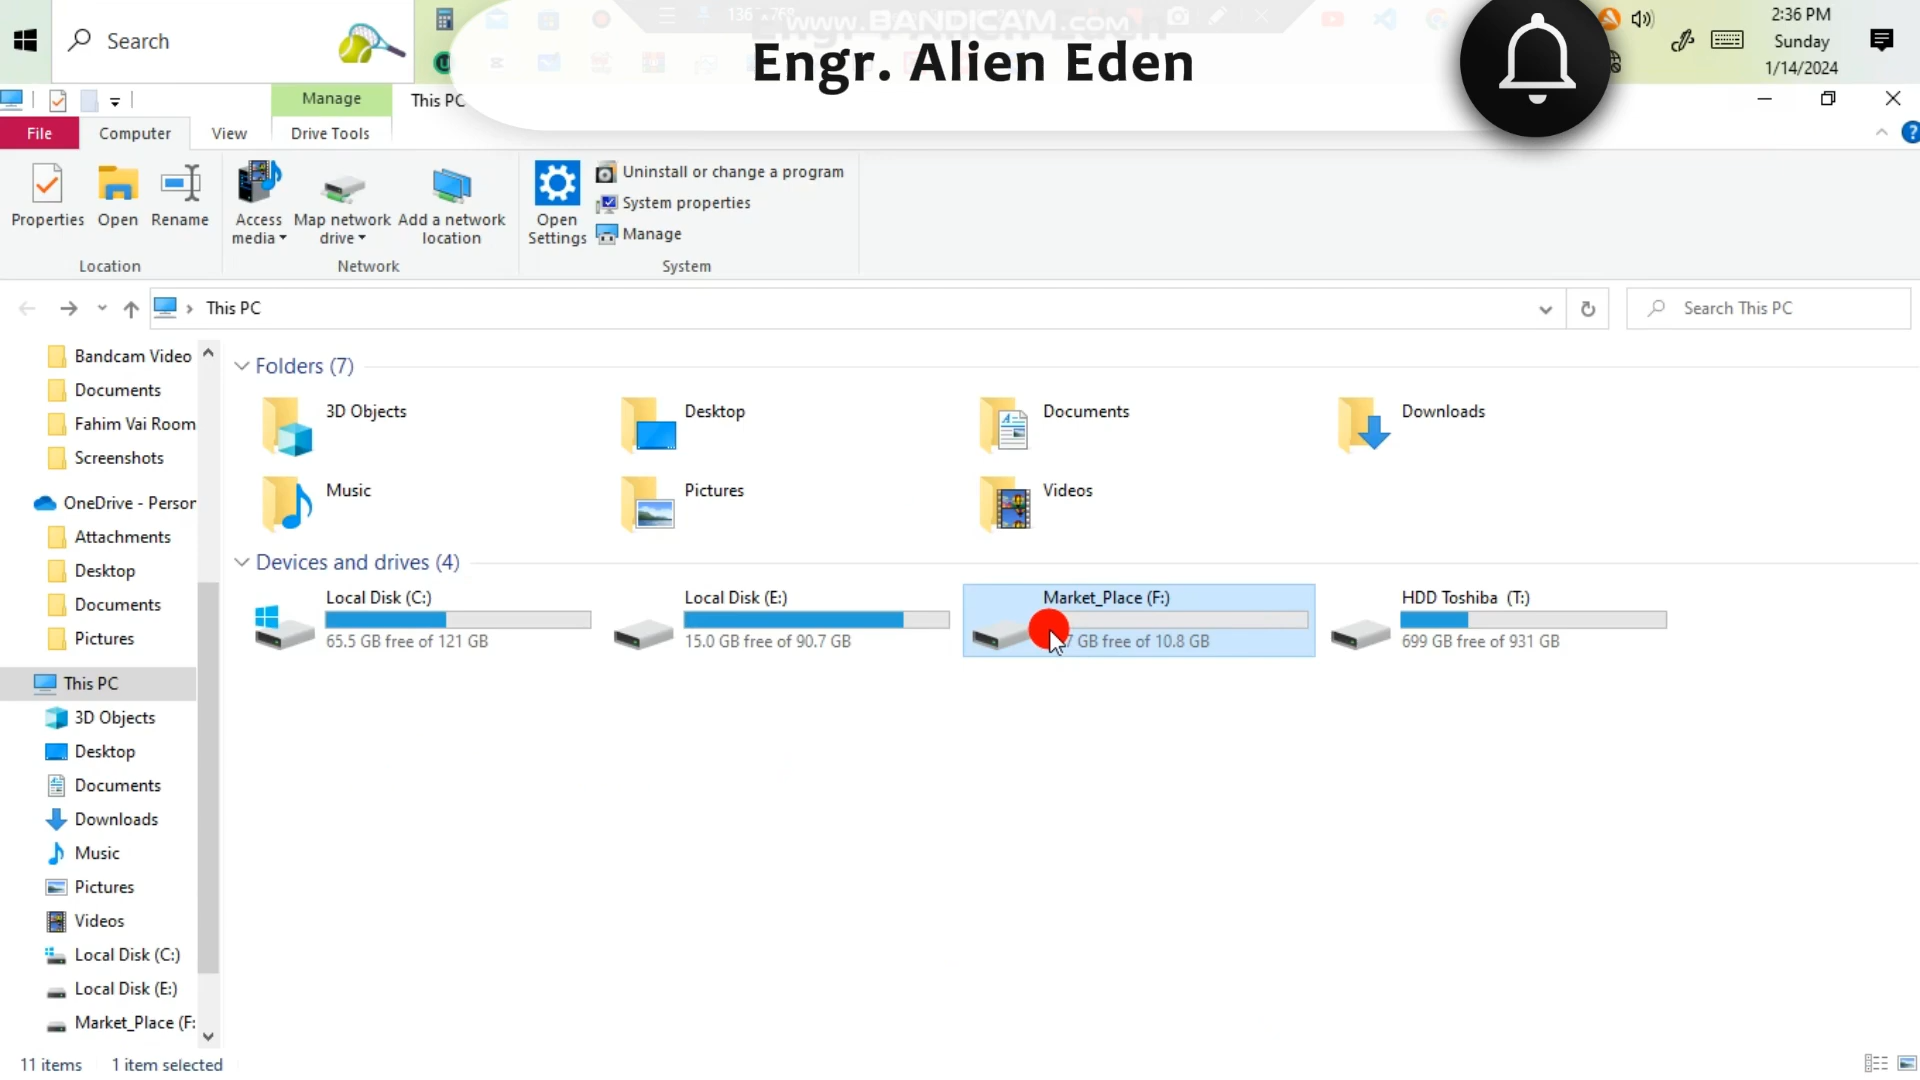 www.BANDICAM.com
Engr. Alien Eden
Search
2:36 PM
Sunday
1/14/2024
Manage
This PC
File
Computer
View
Drive Tools
Properties
Open
Rename
Access media
Map network drive
Add a network location
Open Settings
Uninstall or change a program
System properties
Manage
Location
Network
System
This PC
Search This PC
Bandcam Video
Documents
Fahim Vai Room
Screenshots
OneDrive - Person
Attachments
Desktop
Documents
Pictures
This PC
3D Objects
Desktop
Documents
Downloads
Music
Pictures
Videos
Local Disk (C:)
Local Disk (E:)
Market_Place (F:
Folders (7)
3D Objects
Desktop
Documents
Downloads
Music
Pictures
Videos
Devices and drives (4)
Local Disk (C:)
65.5 GB free of 121 GB
Local Disk (E:)
15.0 GB free of 90.7 GB
Market_Place (F:)
GB free of 10.8 GB
HDD Toshiba (T:)
699 GB free of 931 GB
11 items
1 item selected